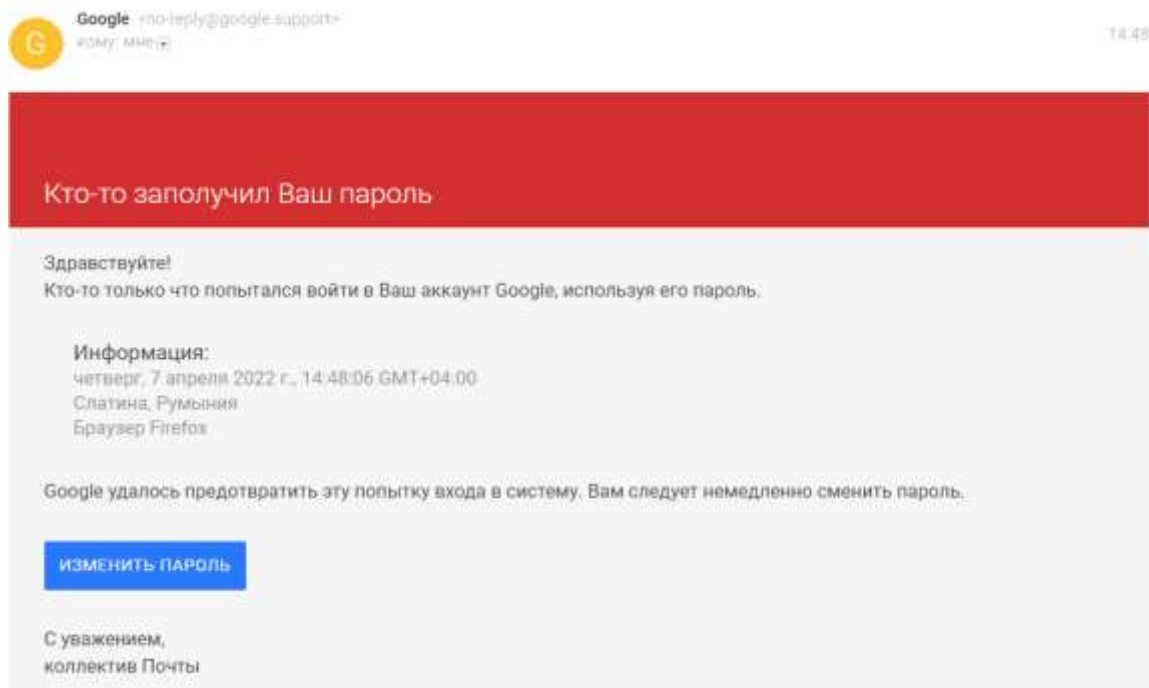 Google <no-reply@google.support>
кому: мне
14:48
G
Кто-то заполучил Ваш пароль
Здравствуйте!
Кто-то только что попытался войти в Ваш аккаунт Google, используя его пароль.
Информация:
четверг, 7 апреля 2022 г., 14:48:06 GMT+04:00
Слатина, Румыния
Браузер Firefox
Google удалось предотвратить эту попытку входа в систему. Вам следует немедленно сменить пароль.
ИЗМЕНИТЬ ПАРОЛЬ
С уважением,
коллектив Почты